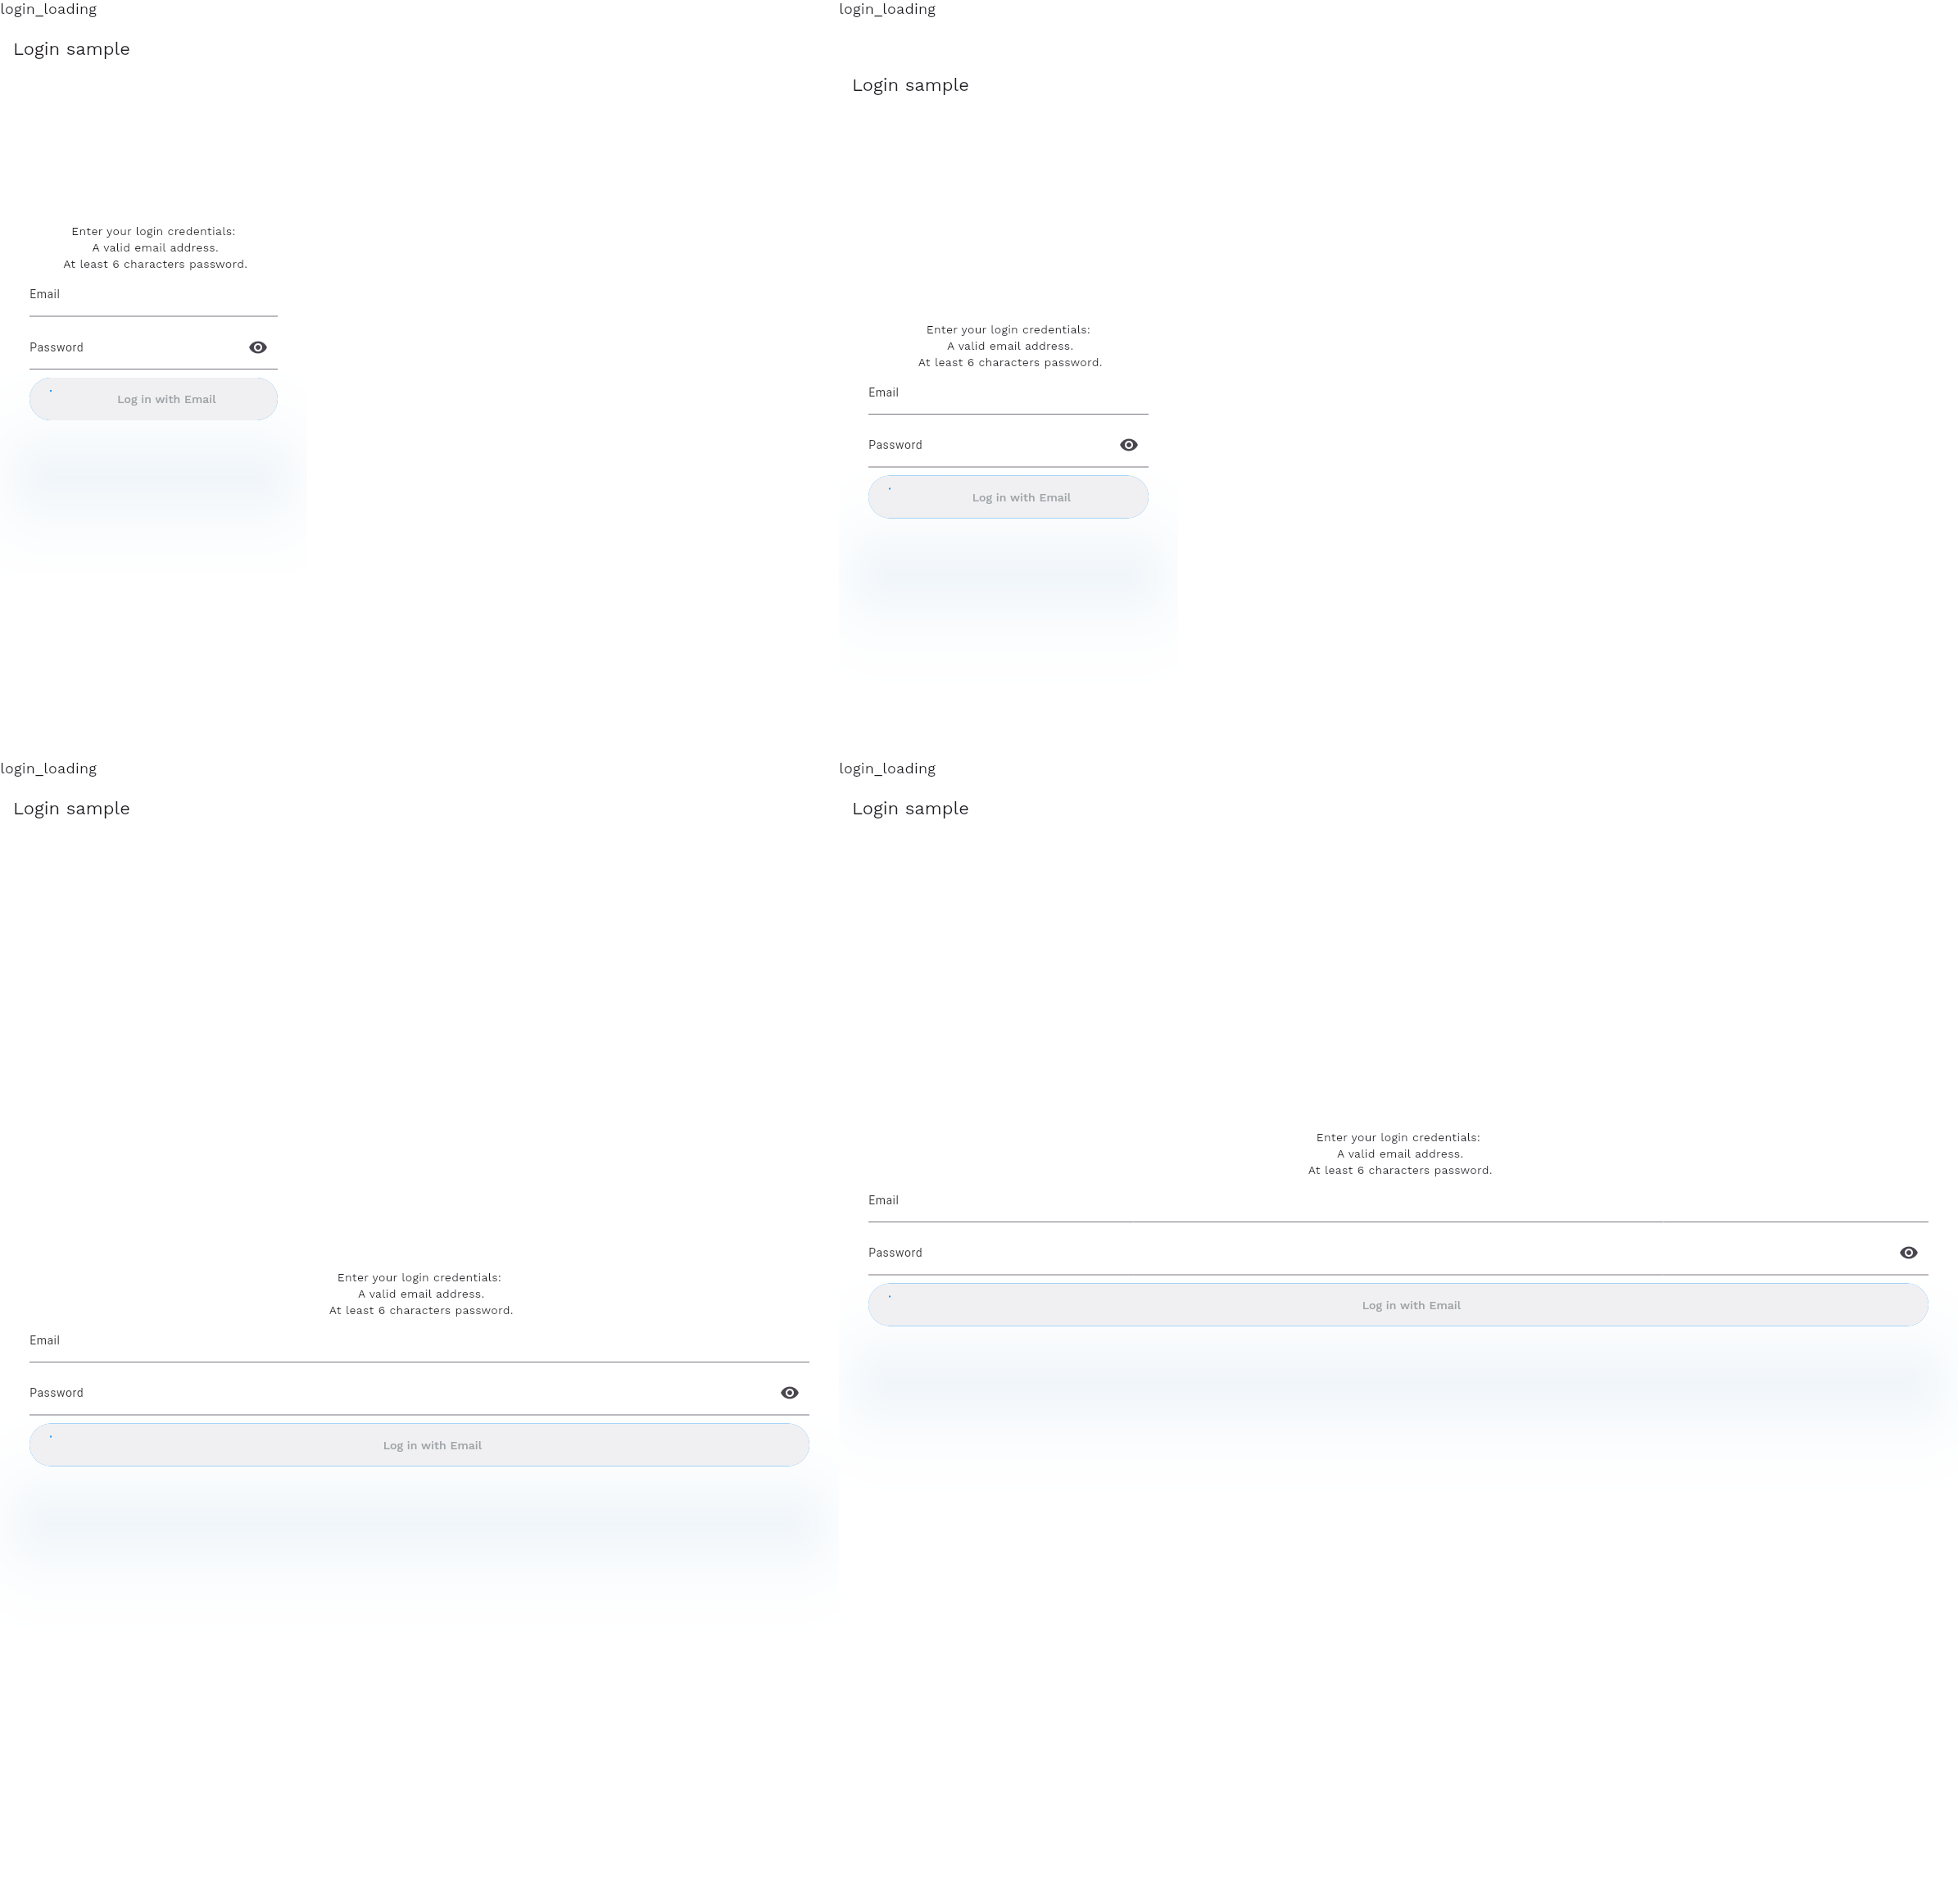 login_loading
Login sample
Enter your login credentials:
A valid email address.
At least 6 characters password.
Email
Password
Log in with Email
login_loading
Login sample
Enter your login credentials:
A valid email address.
At least 6 characters password.
Email
Password
Log in with Email
login_loading
Login sample
Enter your login credentials:
A valid email address.
At least 6 characters password.
Email
Password
Log in with Email
login_loading
Login sample
Enter your login credentials:
A valid email address.
At least 6 characters password.
Email
Password
Log in with Email